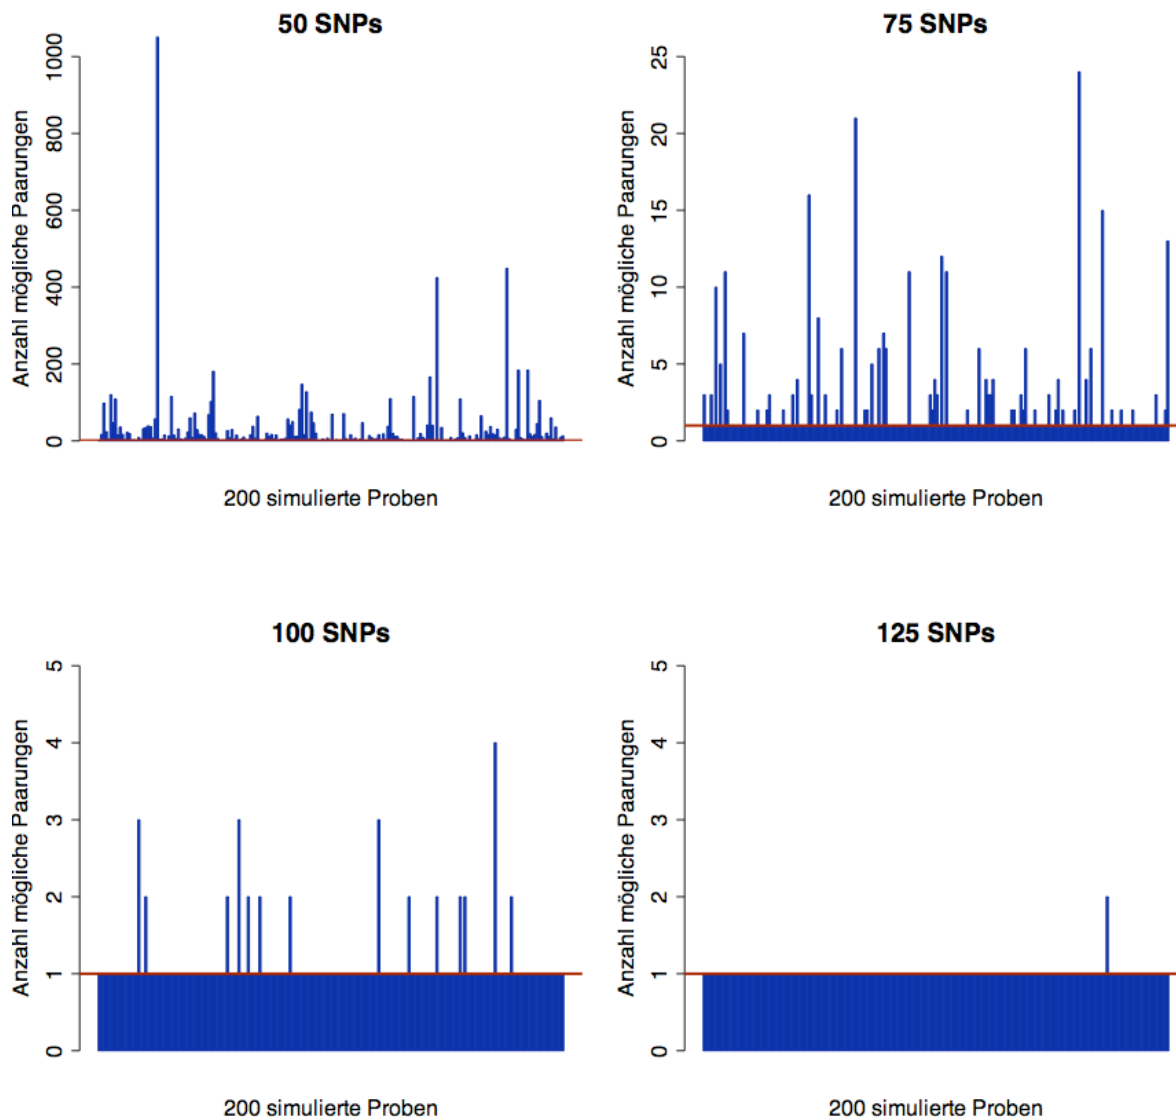 50 SNPs
Anzahl mögliche Paarungen
0
200
400
600
800
1000
200 simulierte Proben
75 SNPs
Anzahl mögliche Paarungen
0
5
10
15
20
25
200 simulierte Proben
100 SNPs
Anzahl mögliche Paarungen
0
1
2
3
4
5
200 simulierte Proben
125 SNPs
Anzahl mögliche Paarungen
0
1
2
3
4
5
200 simulierte Proben